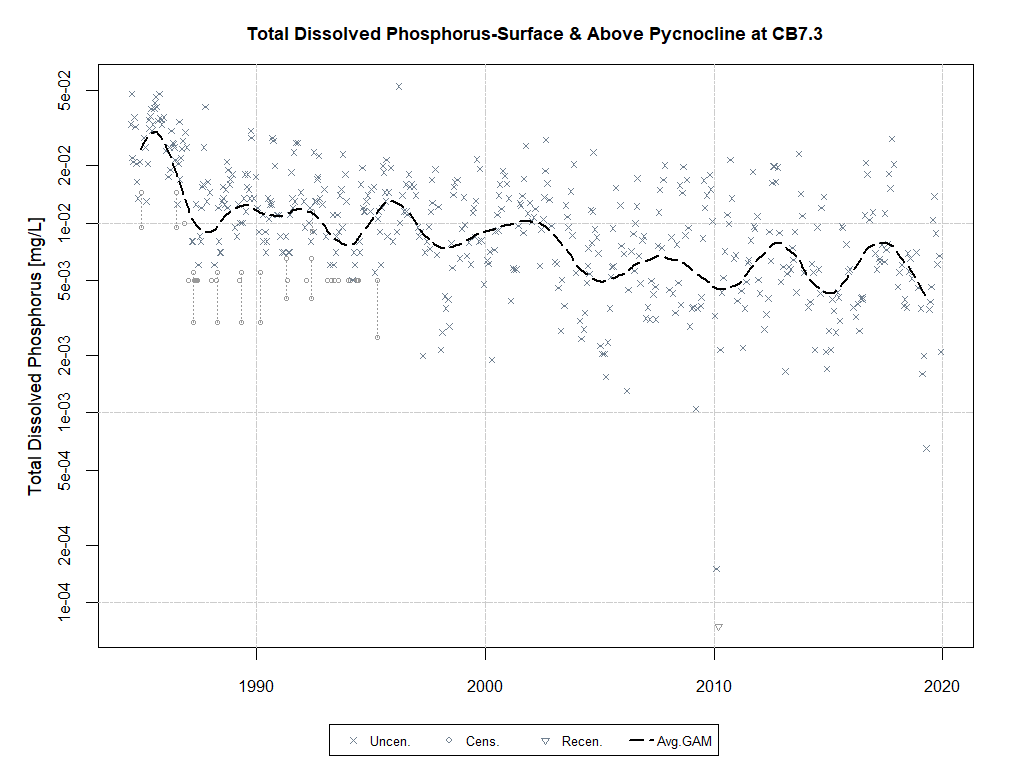 Total Dissolved Phosphorus-Surface & Above Pycnocline at CB7.3
Total Dissolved Phosphorus [mg/L]
5e-02
2e-02
1e-02
5e-03
2e-03
1e-03
5e-04
2e-04
1e-04
1990 2000 2010 2020
Uncen. Cens. Recen. Avg.GAM